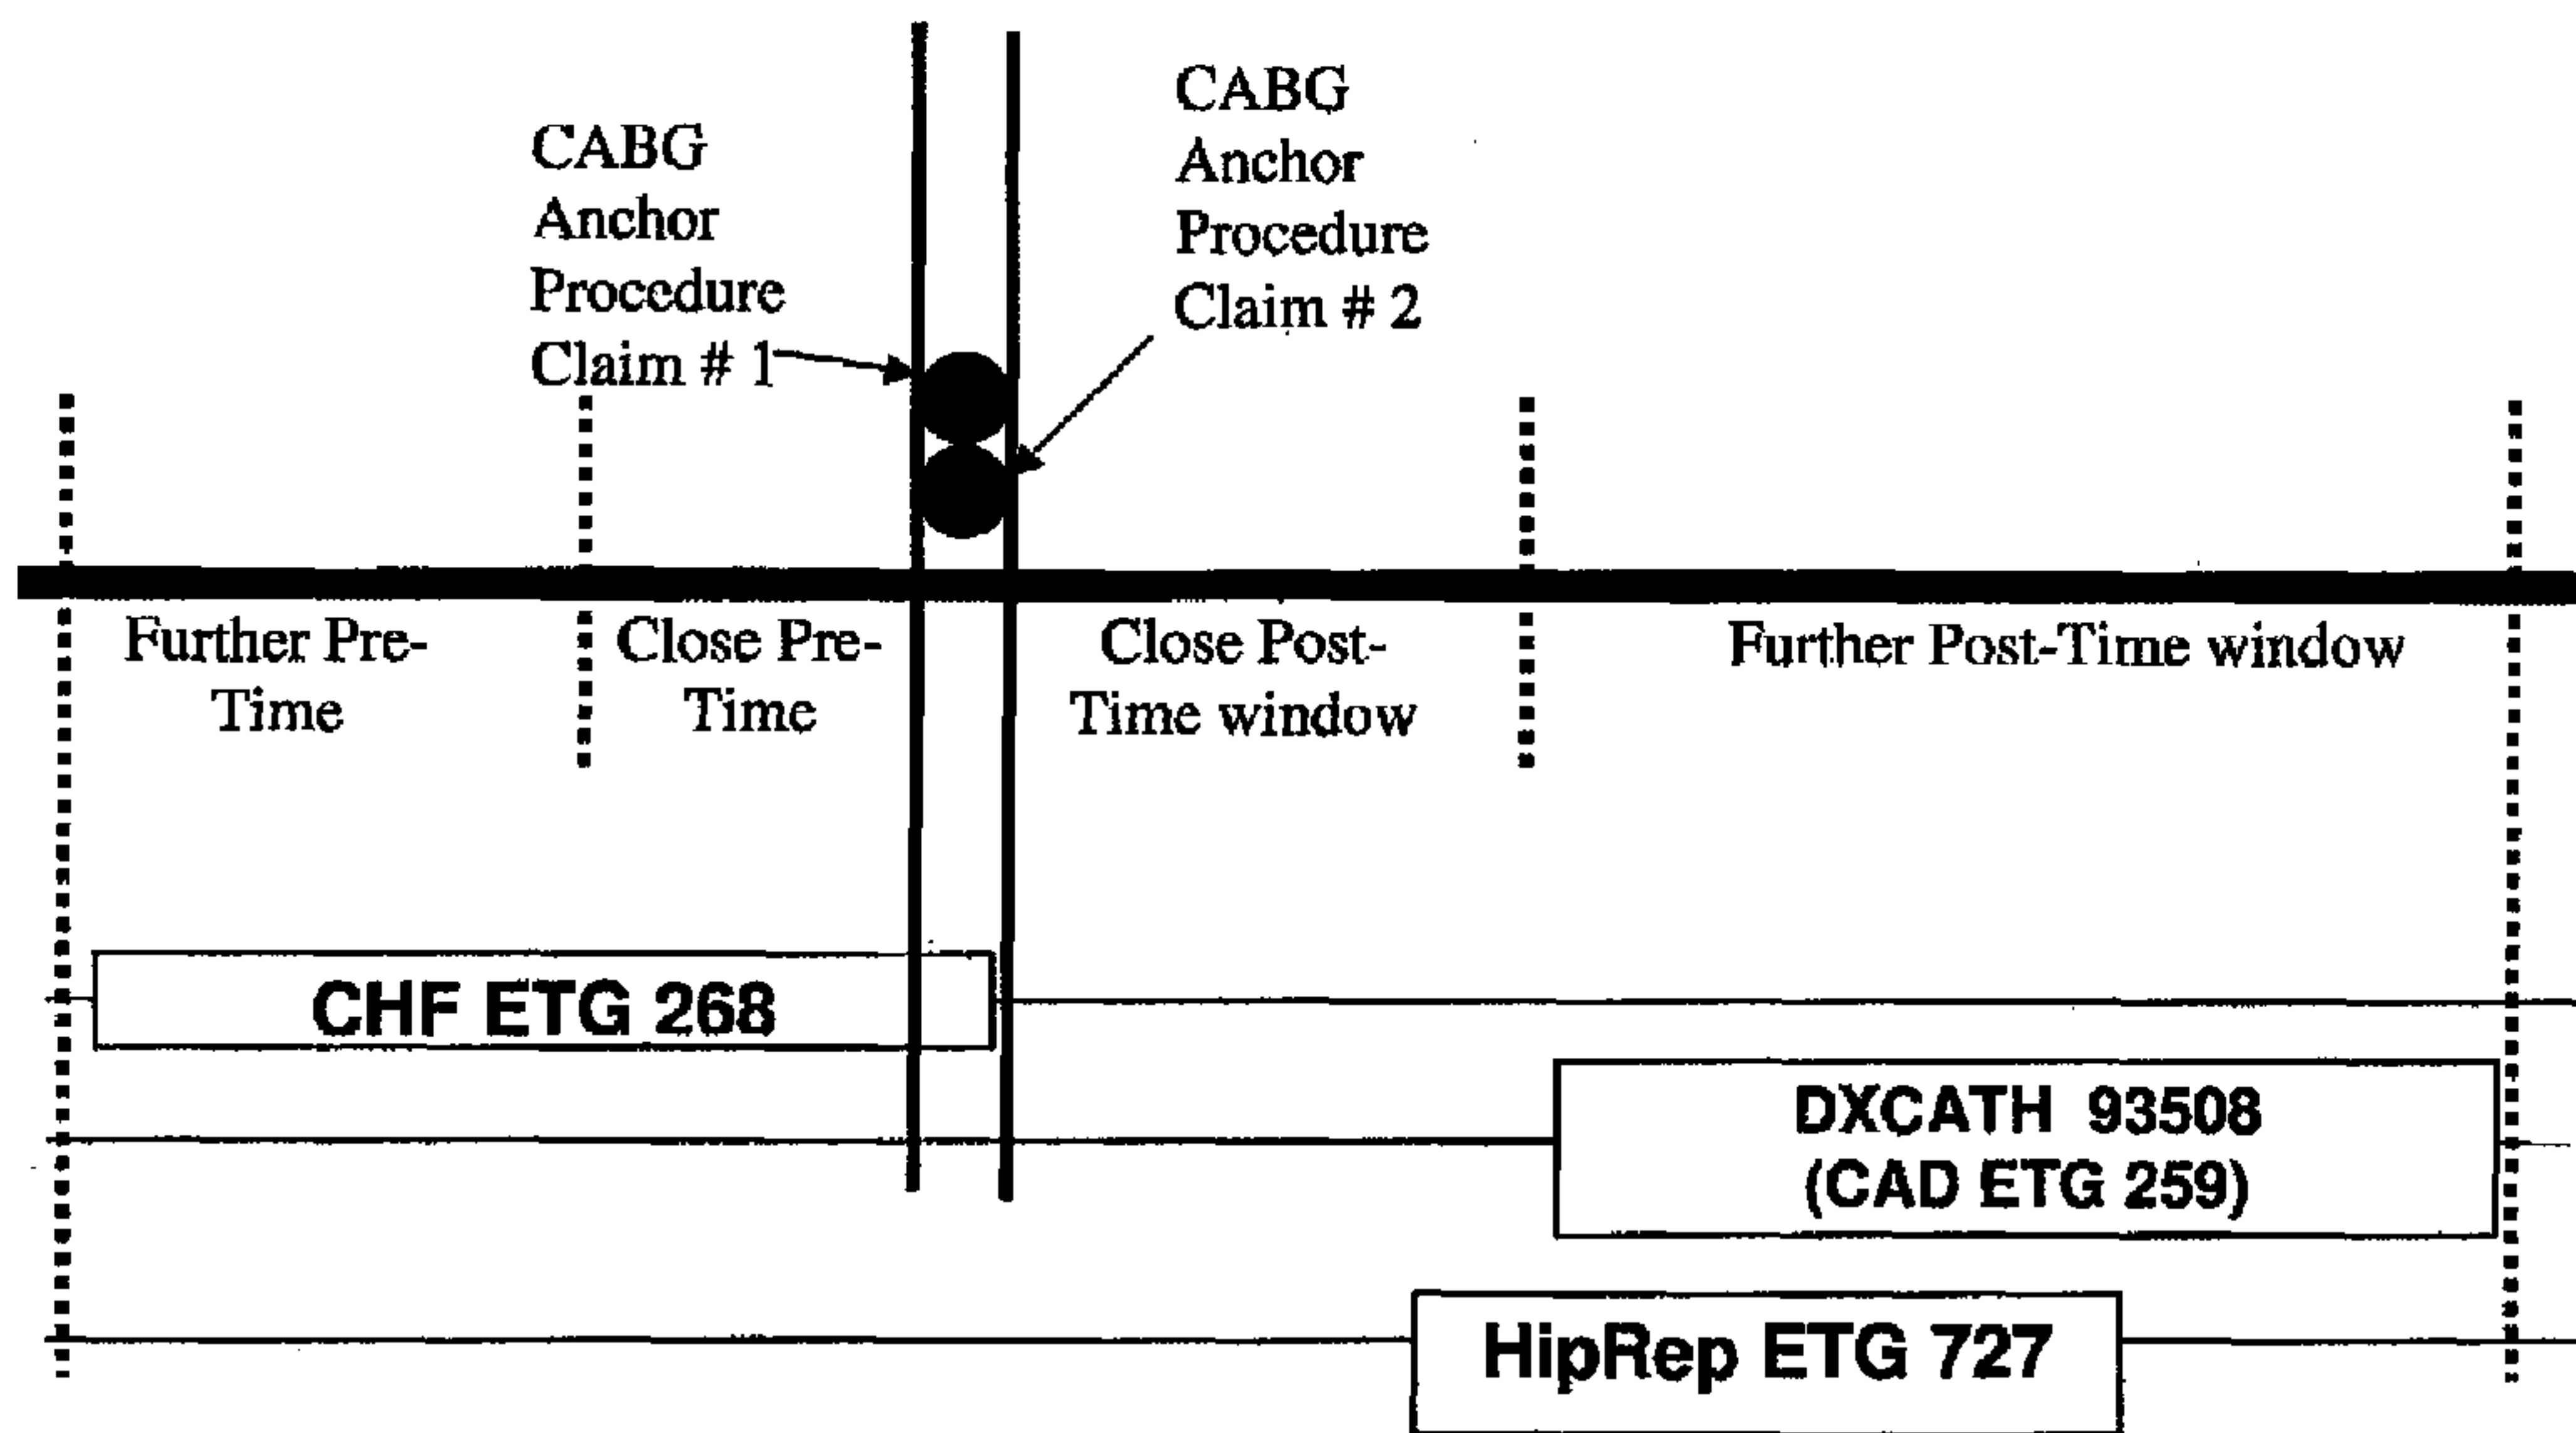 CABG
Anchor
Procedure
Claim # 1
CABG
Anchor
Procedure
Claim # 2
Further Pre-
Time
Close Pre-
Time
Close Post-
Time window
Further Post-Time window
CHF ETG 268
DXCATH 93508
(CAD ETG 259)
HipRep ETG 727